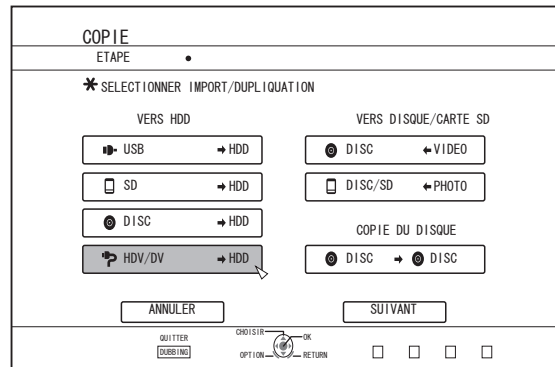 COPIE
ETAPE
SELECTIONNER IMPORT/DUPLIQUATION
VERS HDD
USB → HDD
SD → HDD
DISC → HDD
HDV/DV → HDD
VERS DISQUE/CARTE SD
DISC ← VIDEO
DISC/SD ← PHOTO
COPIE DU DISQUE
DISC → DISC
ANNULER
SUIVANT
QUITTER
DUBBING
CHOISIR
OK
OPTION
RETURN